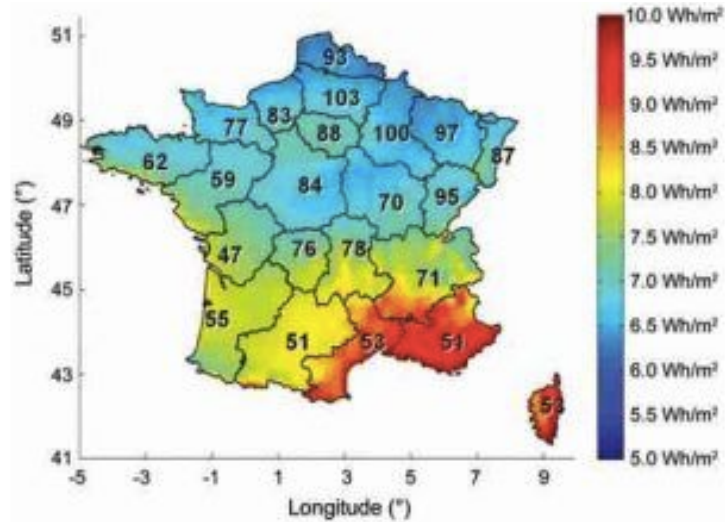 51
49
47
45
43
41
Latitude (°)
-5
-3
-1
1
3
5
7
9
Longitude (°)
93
103
83
77
88
100
97
87
62
59
84
70
95
47
76
78
71
55
51
53
51
53
10.0 Wh/m²
9.5 Wh/m²
9.0 Wh/m²
8.5 Wh/m²
8.0 Wh/m²
7.5 Wh/m²
7.0 Wh/m²
6.5 Wh/m²
6.0 Wh/m²
5.5 Wh/m²
5.0 Wh/m²